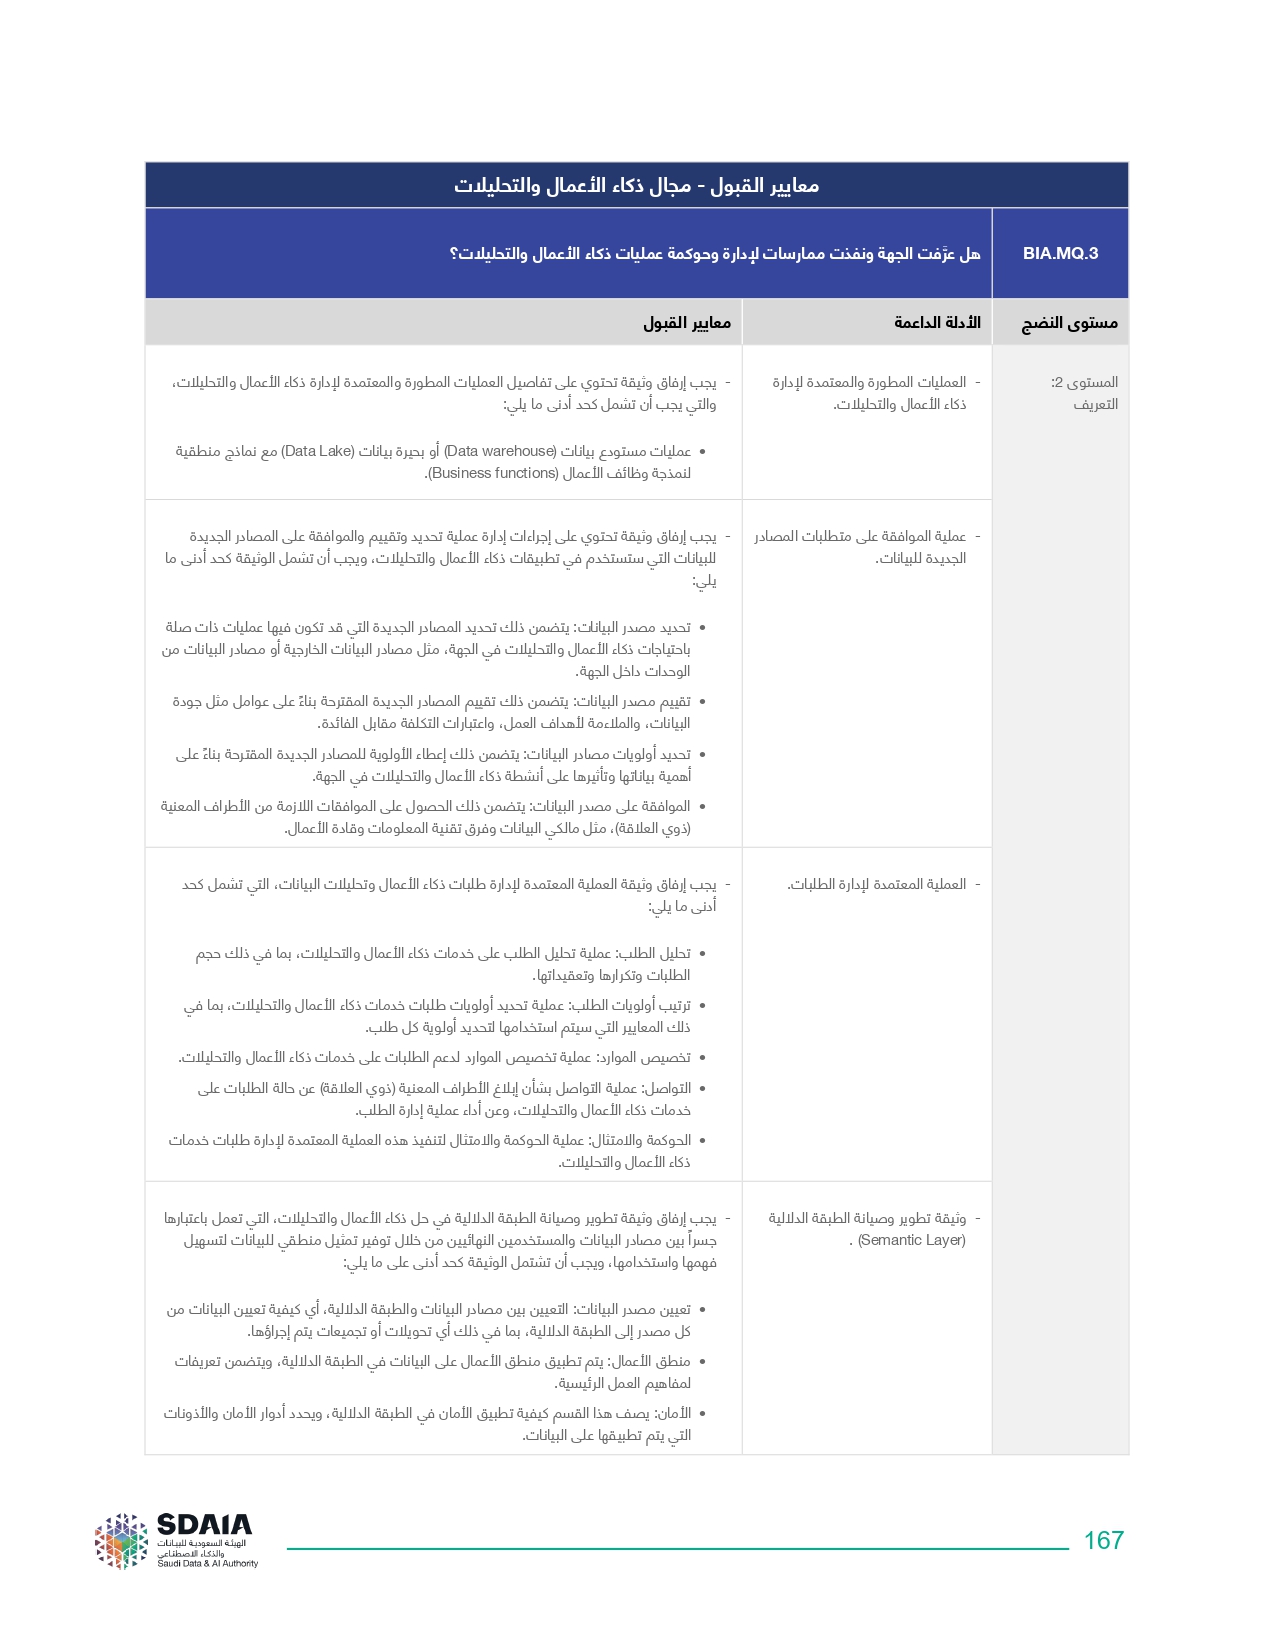 معايير القبول - مجال ذكاء الأعمال والتحليلات
BIA.MQ.3
هل عرَّفت الجهة ونفذت ممارسات لإدارة وحوكمة عمليات ذكاء الأعمال والتحليلات؟
مستوى النضج
الأدلة الداعمة
معايير القبول
المستوى 2:
التعريف
- العمليات المطورة والمعتمدة لإدارة
ذكاء الأعمال والتحليلات.
- يجب إرفاق وثيقة تحتوي على تفاصيل العمليات المطورة والمعتمدة لإدارة ذكاء الأعمال والتحليلات،
والتي يجب أن تشمل كحد أدنى ما يلي:
• عمليات مستودع بيانات (Data warehouse) أو بحيرة بيانات (Data Lake) مع نماذج منطقية
لنمذجة وظائف الأعمال (Business functions).
- عملية الموافقة على متطلبات المصادر
الجديدة للبيانات.
- يجب إرفاق وثيقة تحتوي على إجراءات إدارة عملية تحديد وتقييم والموافقة على المصادر الجديدة
للبيانات التي ستستخدم في تطبيقات ذكاء الأعمال والتحليلات، ويجب أن تشمل الوثيقة كحد أدنى ما
يلي:
• تحديد مصدر البيانات: يتضمن ذلك تحديد المصادر الجديدة التي قد تكون فيها عمليات ذات صلة
باحتياجات ذكاء الأعمال والتحليلات في الجهة، مثل مصادر البيانات الخارجية أو مصادر البيانات من
الوحدات داخل الجهة.
• تقييم مصدر البيانات: يتضمن ذلك تقييم المصادر الجديدة المقترحة بناءً على عوامل مثل جودة
البيانات، والملاءمة لأهداف العمل، واعتبارات التكلفة مقابل الفائدة.
• تحديد أولويات مصادر البيانات: يتضمن ذلك إعطاء الأولوية للمصادر الجديدة المقترحة بناءً على
أهمية بياناتها وتأثيرها على أنشطة ذكاء الأعمال والتحليلات في الجهة.
• الموافقة على مصدر البيانات: يتضمن ذلك الحصول على الموافقات اللازمة من الأطراف المعنية
(ذوي العلاقة)، مثل مالكي البيانات وفرق تقنية المعلومات وقادة الأعمال.
- العملية المعتمدة لإدارة الطلبات.
- يجب إرفاق وثيقة العملية المعتمدة لإدارة طلبات ذكاء الأعمال وتحليلات البيانات، التي تشمل كحد
أدنى ما يلي:
• تحليل الطلب: عملية تحليل الطلب على خدمات ذكاء الأعمال والتحليلات، بما في ذلك حجم
الطلبات وتكرارها وتعقيداتها.
• ترتيب أولويات الطلب: عملية تحديد أولويات طلبات خدمات ذكاء الأعمال والتحليلات، بما في
ذلك المعايير التي سيتم استخدامها لتحديد أولوية كل طلب.
• تخصيص الموارد: عملية تخصيص الموارد لدعم الطلبات على خدمات ذكاء الأعمال والتحليلات.
• التواصل: عملية التواصل بشأن إبلاغ الأطراف المعنية (ذوي العلاقة) عن حالة الطلبات على
خدمات ذكاء الأعمال والتحليلات، وعن أداء عملية إدارة الطلب.
• الحوكمة والامتثال: عملية الحوكمة والامتثال لتنفيذ هذه العملية المعتمدة لإدارة طلبات خدمات
ذكاء الأعمال والتحليلات.
- وثيقة تطوير وصيانة الطبقة الدلالية
(Semantic Layer) .
- يجب إرفاق وثيقة تطوير وصيانة الطبقة الدلالية في حل ذكاء الأعمال والتحليلات، التي تعمل باعتبارها
جسراً بين مصادر البيانات والمستخدمين النهائيين من خلال توفير تمثيل منطقي للبيانات لتسهيل
فهمها واستخدامها، ويجب أن تشتمل الوثيقة كحد أدنى على ما يلي:
• تعيين مصدر البيانات: التعيين بين مصادر البيانات والطبقة الدلالية، أي كيفية تعيين البيانات من
كل مصدر إلى الطبقة الدلالية، بما في ذلك أي تحويلات أو تجميعات يتم إجراؤها.
• منطق الأعمال: يتم تطبيق منطق الأعمال على البيانات في الطبقة الدلالية، ويتضمن تعريفات
لمفاهيم العمل الرئيسية.
• الأمان: يصف هذا القسم كيفية تطبيق الأمان في الطبقة الدلالية، ويحدد أدوار الأمان والأذونات
التي يتم تطبيقها على البيانات.
SDAIA
الهيئة السعودية للبيانات
والذكاء الاصطناعي
Saudi Data & AI Authority
167